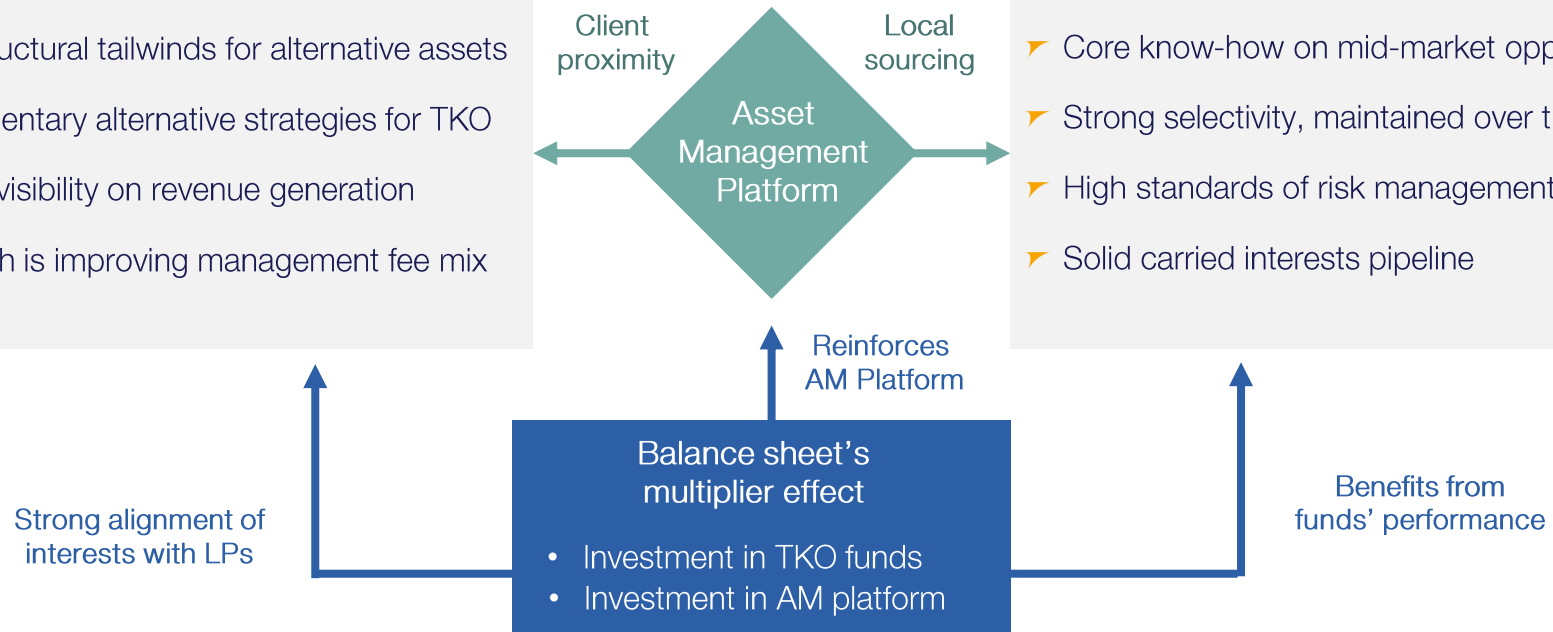 tailwinds for alternative assets
alternative strategies for TKO
visibility on revenue generation
is improving management fee mix
Client
proximity
Local
sourcing
Asset
Management
Platform
Core know-how on mid-market
Strong selectivity, maintained over
High standards of risk management
Solid carried interests pipeline
Reinforces
AM Platform
Balance sheet’s
multiplier effect
• Investment in TKO funds
• Investment in AM platform
Strong alignment of
interests with LPs
Benefits from
funds’ performance